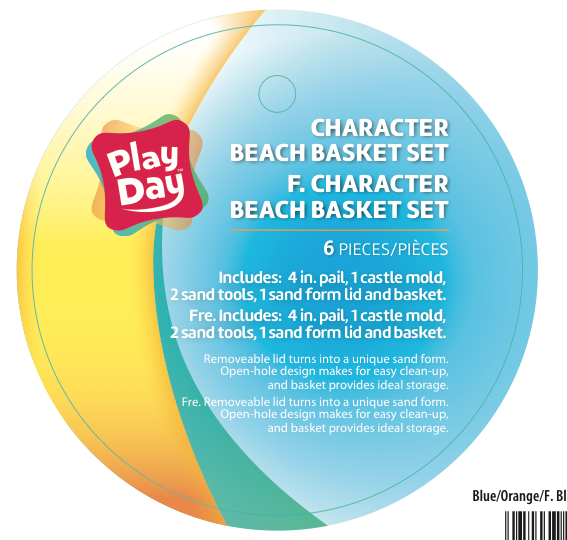 Play
Day™
CHARACTER
BEACH BASKET SET
F. CHARACTER
BEACH BASKET SET
6 PIECES/PIÈCES
Includes: 4 in. pail, 1 castle mold,
2 sand tools, 1 sand form lid and basket.
Fre. Includes: 4 in. pail, 1 castle mold,
2 sand tools, 1 sand form lid and basket.
Removeable lid turns into a unique sand form.
Open-hole design makes for easy clean-up,
and basket provides ideal storage.
Fre. Removeable lid turns into a unique sand form.
Open-hole design makes for easy clean-up,
and basket provides ideal storage.
Blue/Orange/F. Bl